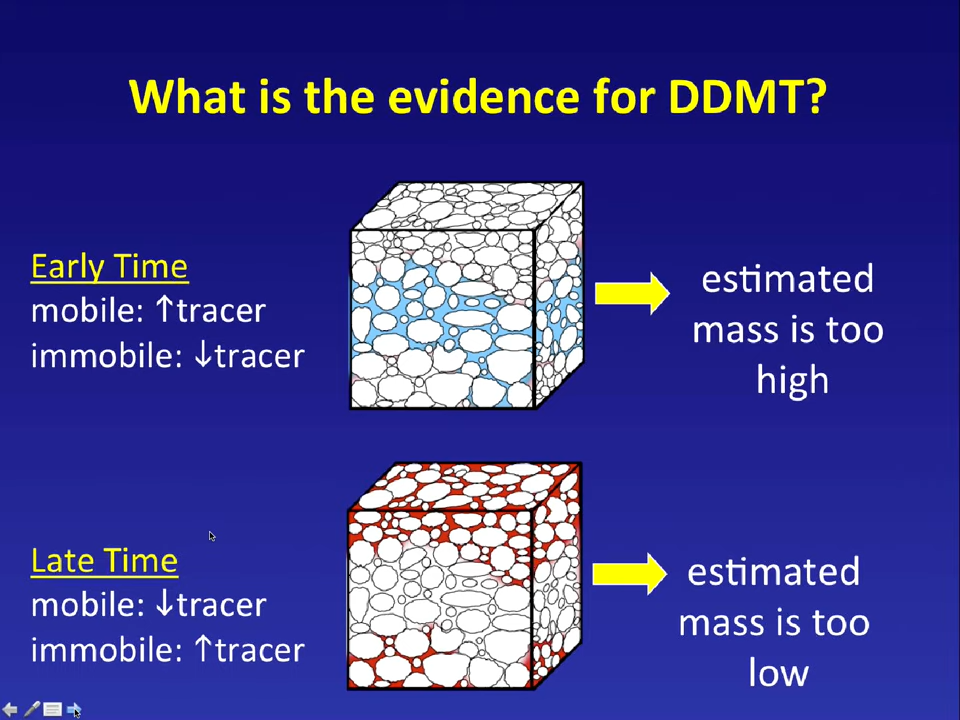 What is the evidence for DDMT?
Early Time
mobile: ↑tracer
immobile: ↓tracer
estimated
mass is too
high
Late Time
mobile: ↓tracer
immobile: ↑tracer
estimated
mass is too
low